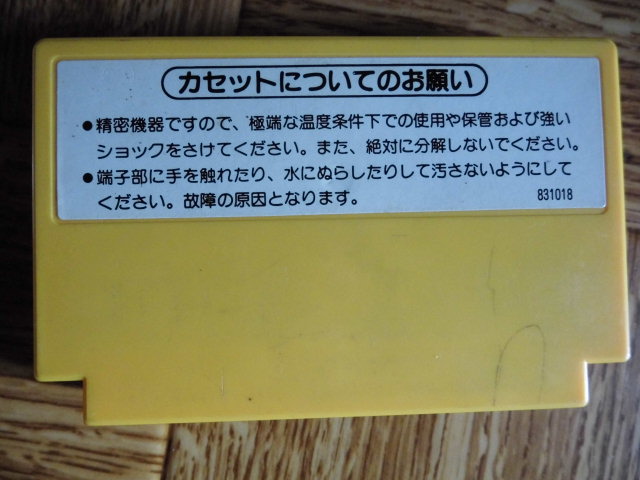 カセットについてのお願い
●精密機器ですので、極端な温度条件下での使用や保管および強い
ショックをさけてください。また、絶対に分解しないでください。
●端子部に手を触れたり、水にぬらしたりして汚さないようにして
ください。故障の原因となります。 831018